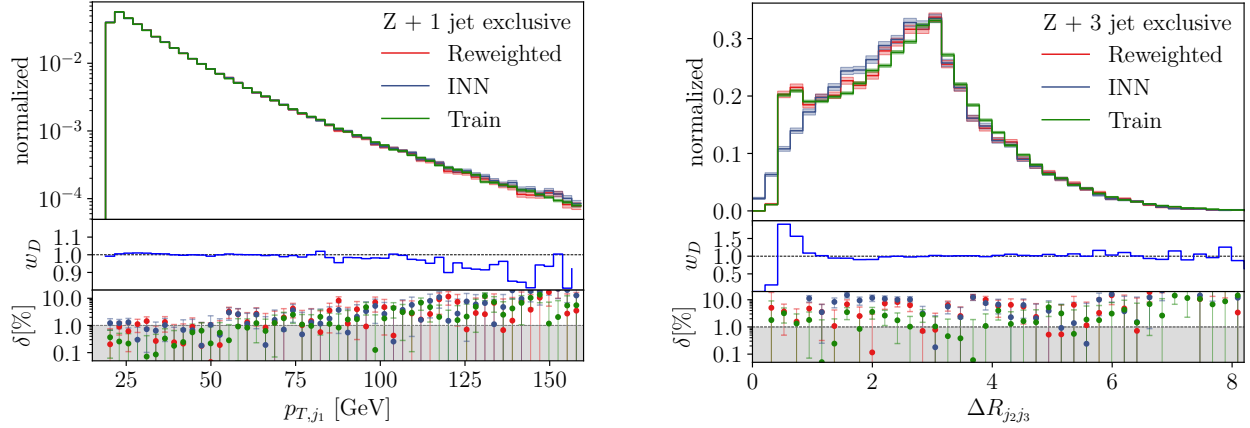 Z + 1 jet exclusive
Reweighted
INN
Train
normalized
10⁻²
10⁻³
10⁻⁴
w_D
1.1
1.0
0.9
δ[%]
10.0
1.0
0.1
25 50 75 100 125 150
p_{T,j_1} [GeV]
Z + 3 jet exclusive
Reweighted
INN
Train
normalized
0.3
0.2
0.1
0.0
w_D
1.5
1.0
0.5
δ[%]
10.0
1.0
0.1
0 2 4 6 8
ΔR_{j_2j_3}